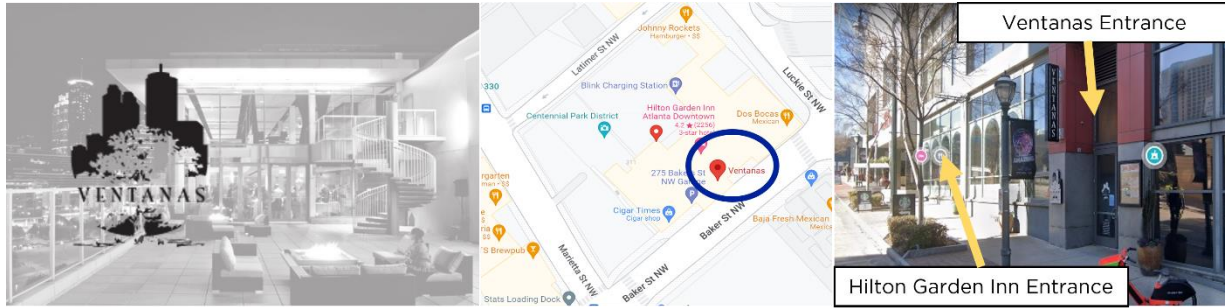 VENTANAS
Johnny Rockets
Hamburger • $$
Latimer St NW
Luckie St NW
330
Blink Charging Station
Hilton Garden Inn
Atlanta Downtown
4.2 ★ (2256)
3-star hotel
Centennial Park District
Dos Bocas
Mexican
Ventanas
275 Baker St
NW Garage
Cigar Times
Cigar shop
Baker St NW
Baja Fresh Mexican
Mexican • $
Marietta St NW
Baker St NW
TS Brewpub
Stats Loading Dock
Ventanas Entrance
VENTANAS
Hilton Garden Inn Entrance